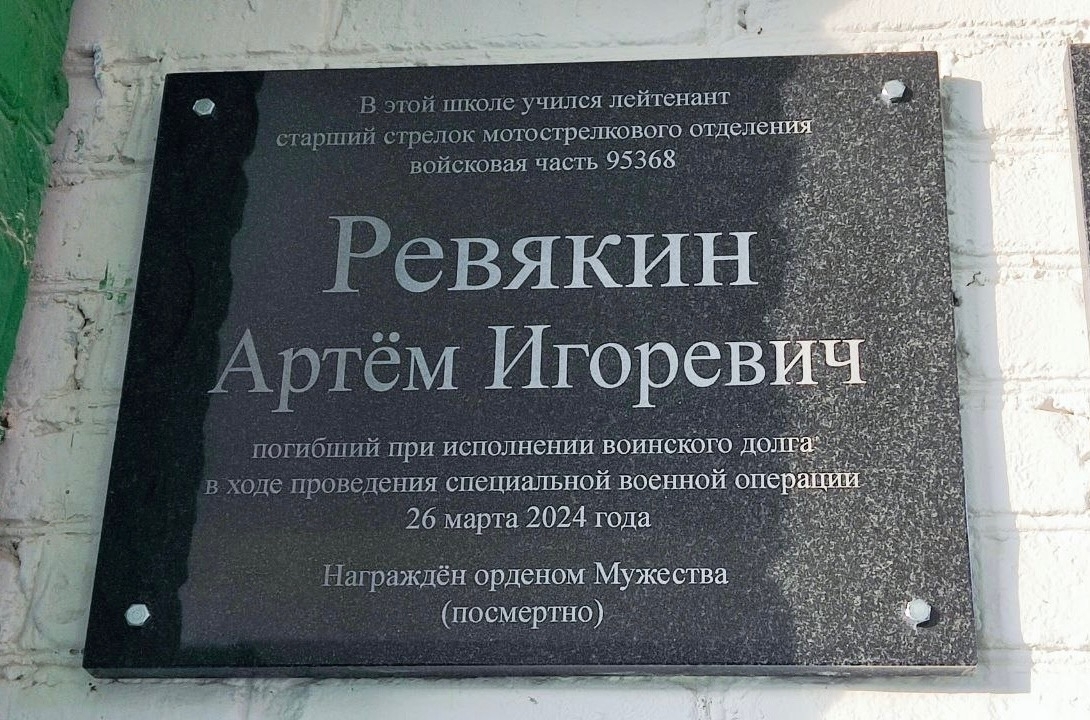 В этой школе учился лейтенант
старший стрелок мотострелкового отделения
войсковая часть 95368
Ревякин
Артём Игоревич
погибший при исполнении воинского долга
в ходе проведения специальной военной операции
26 марта 2024 года
Награждён орденом Мужества
(посмертно)